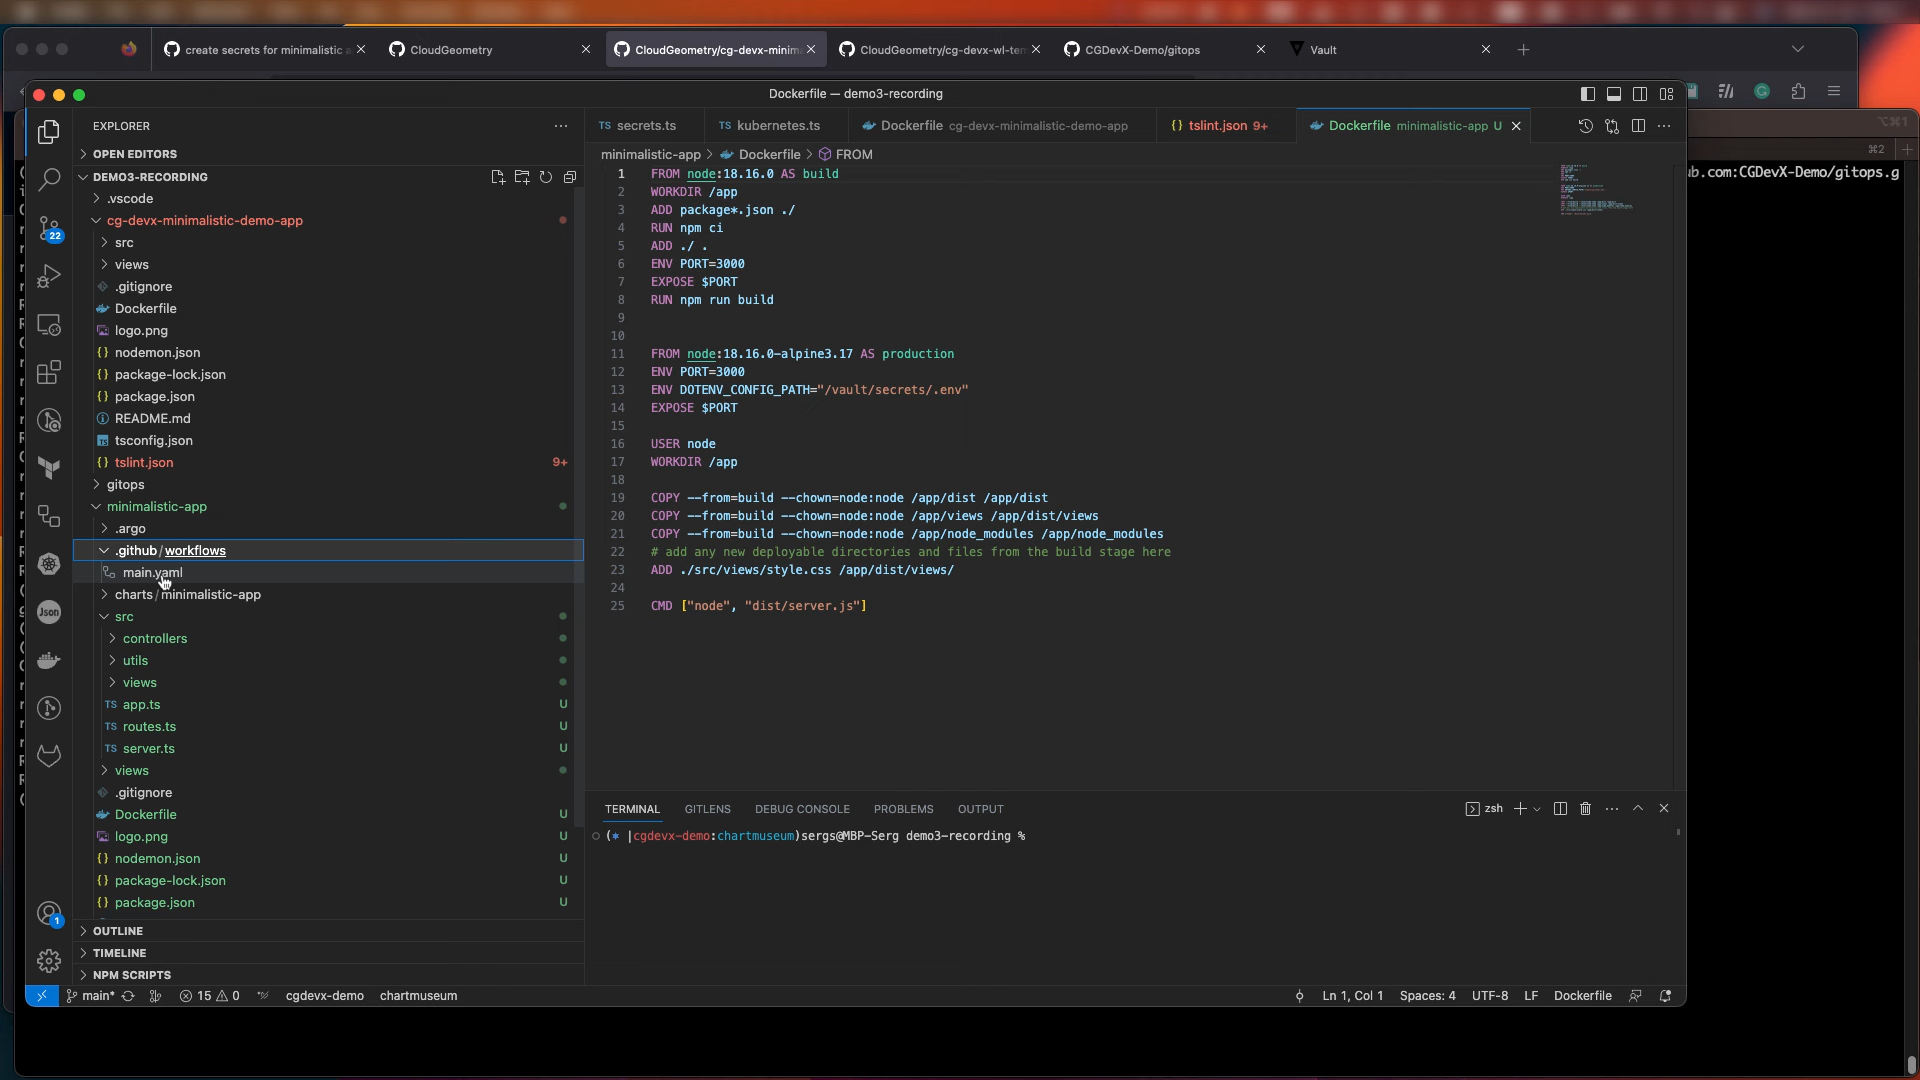 create secrets for minimalistic a
CloudGeometry
CloudGeometry/cg-devx-minim
CloudGeometry/cg-devx-wl-tem
CGDevX-Demo/gitops
Vault
Dockerfile — demo3-recording
⌥⌘1
⌘2
ub.com:CGDevX-Demo/gitops.g
EXPLORER
OPEN EDITORS
DEMO3-RECORDING
.vscode
cg-devx-minimalistic-demo-app
src
views
.gitignore
Dockerfile
logo.png
nodemon.json
package-lock.json
package.json
README.md
tsconfig.json
tslint.json 9+
gitops
minimalistic-app
.argo
.github / workflows
main.yaml
charts / minimalistic-app
src
controllers
utils
views
TS app.ts U
TS routes.ts U
TS server.ts U
views
.gitignore
Dockerfile U
logo.png U
nodemon.json U
package-lock.json U
package.json U
OUTLINE
TIMELINE
NPM SCRIPTS
22
Json
1
TS secrets.ts
TS kubernetes.ts
Dockerfile cg-devx-minimalistic-demo-app
tslint.json 9+
Dockerfile minimalistic-app U
minimalistic-app > Dockerfile > FROM
1 FROM node:18.16.0 AS build
2 WORKDIR /app
3 ADD package*.json ./
4 RUN npm ci
5 ADD ./ .
6 ENV PORT=3000
7 EXPOSE $PORT
8 RUN npm run build
9
10
11 FROM node:18.16.0-alpine3.17 AS production
12 ENV PORT=3000
13 ENV DOTENV_CONFIG_PATH="/vault/secrets/.env"
14 EXPOSE $PORT
15
16 USER node
17 WORKDIR /app
18
19 COPY --from=build --chown=node:node /app/dist /app/dist
20 COPY --from=build --chown=node:node /app/views /app/dist/views
21 COPY --from=build --chown=node:node /app/node_modules /app/node_modules
22 # add any new deployable directories and files from the build stage here
23 ADD ./src/views/style.css /app/dist/views/
24
25 CMD ["node", "dist/server.js"]
TERMINAL GITLENS DEBUG CONSOLE PROBLEMS OUTPUT
zsh
(⎈ |cgdevx-demo:chartmuseum)sergs@MBP-Serg demo3-recording %
main* 15 0 cgdevx-demo chartmuseum
Ln 1, Col 1 Spaces: 4 UTF-8 LF Dockerfile